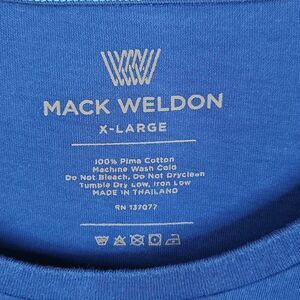 MACK WELDON
X-LARGE
100% Pima Cotton
Machine Wash Cold
Do Not Bleach, Do Not Dryclean
Tumble Dry Low, Iron Low
MADE IN THAILAND
RN 137077